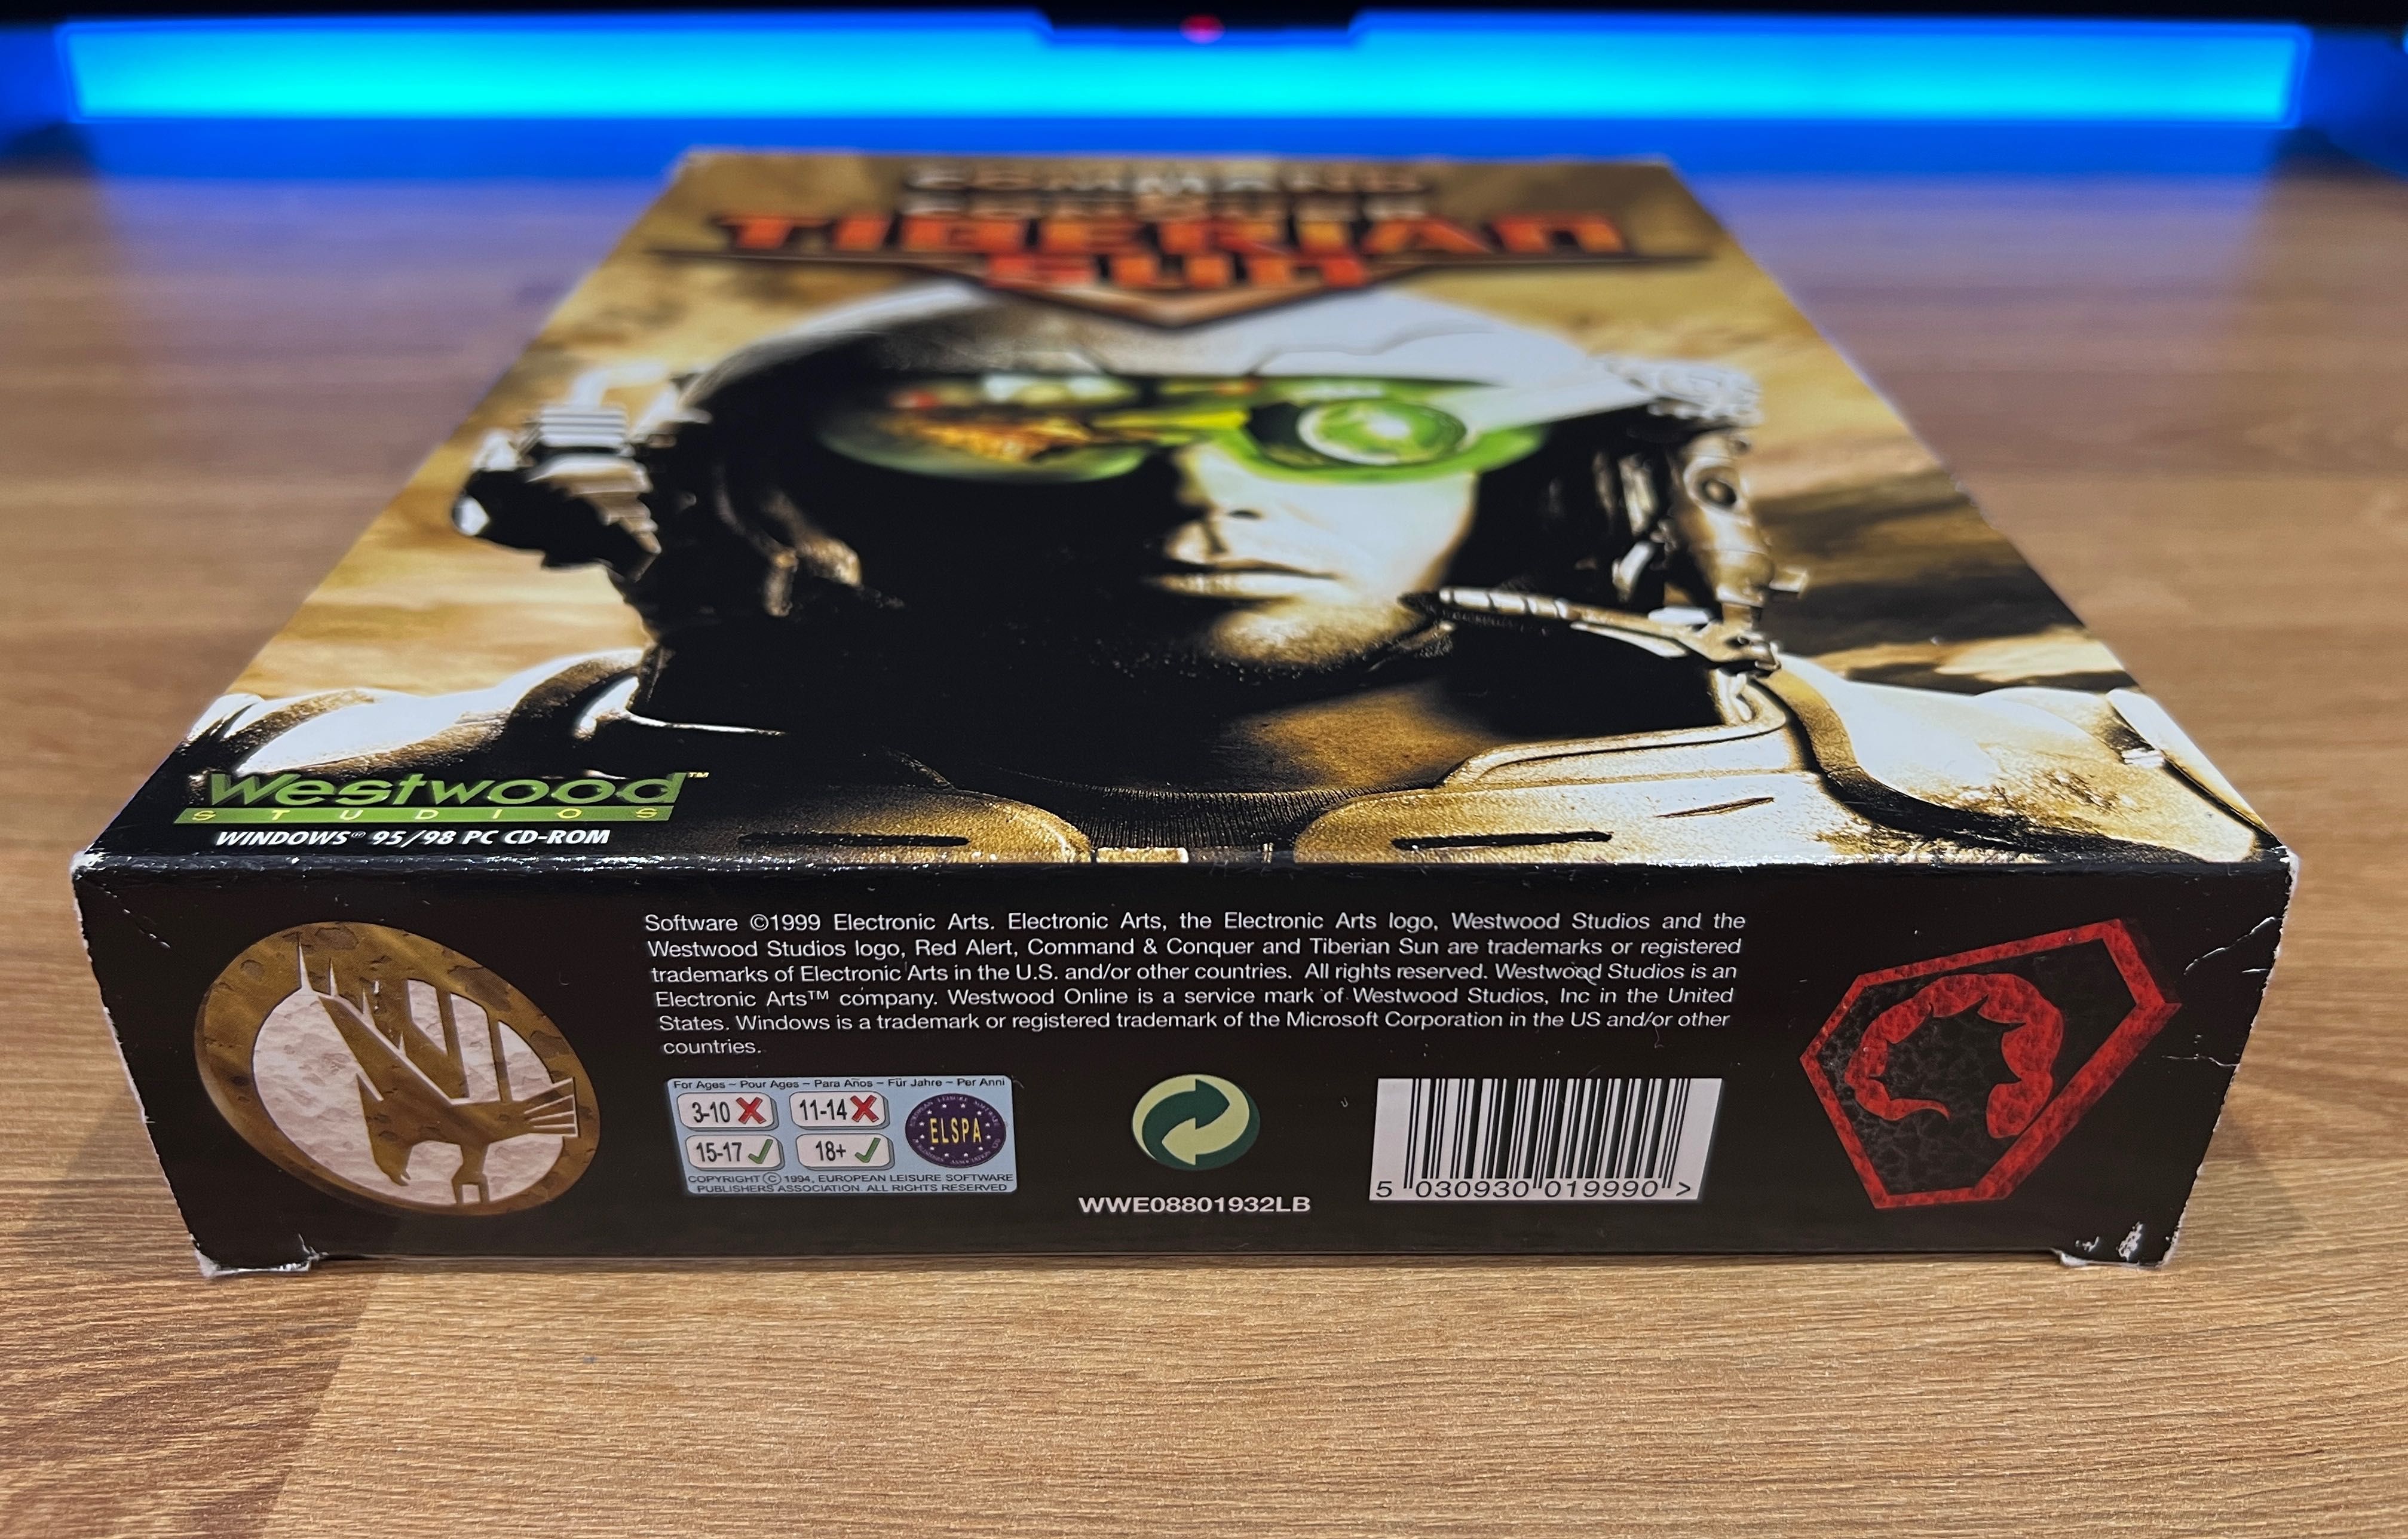 COMMAND
CONQUER
TIBERIAN
SUN
Westwood™
STUDIOS
WINDOWS® 95/98 PC CD-ROM
Software ©1999 Electronic Arts. Electronic Arts, the Electronic Arts logo, Westwood Studios and the
Westwood Studios logo, Red Alert, Command & Conquer and Tiberian Sun are trademarks or registered
trademarks of Electronic Arts in the U.S. and/or other countries. All rights reserved. Westwood Studios is an
Electronic Arts™ company. Westwood Online is a service mark of Westwood Studios, Inc in the United
States. Windows is a trademark or registered trademark of the Microsoft Corporation in the US and/or other
countries.
For Ages – Pour Ages – Para Años – Für Jahre – Per Anni
3-10 11-14
15-17 18+
ELSPA
COPYRIGHT © 1994, EUROPEAN LEISURE SOFTWARE
PUBLISHERS ASSOCIATION. ALL RIGHTS RESERVED
WWE08801932LB
5 030930 019990 >